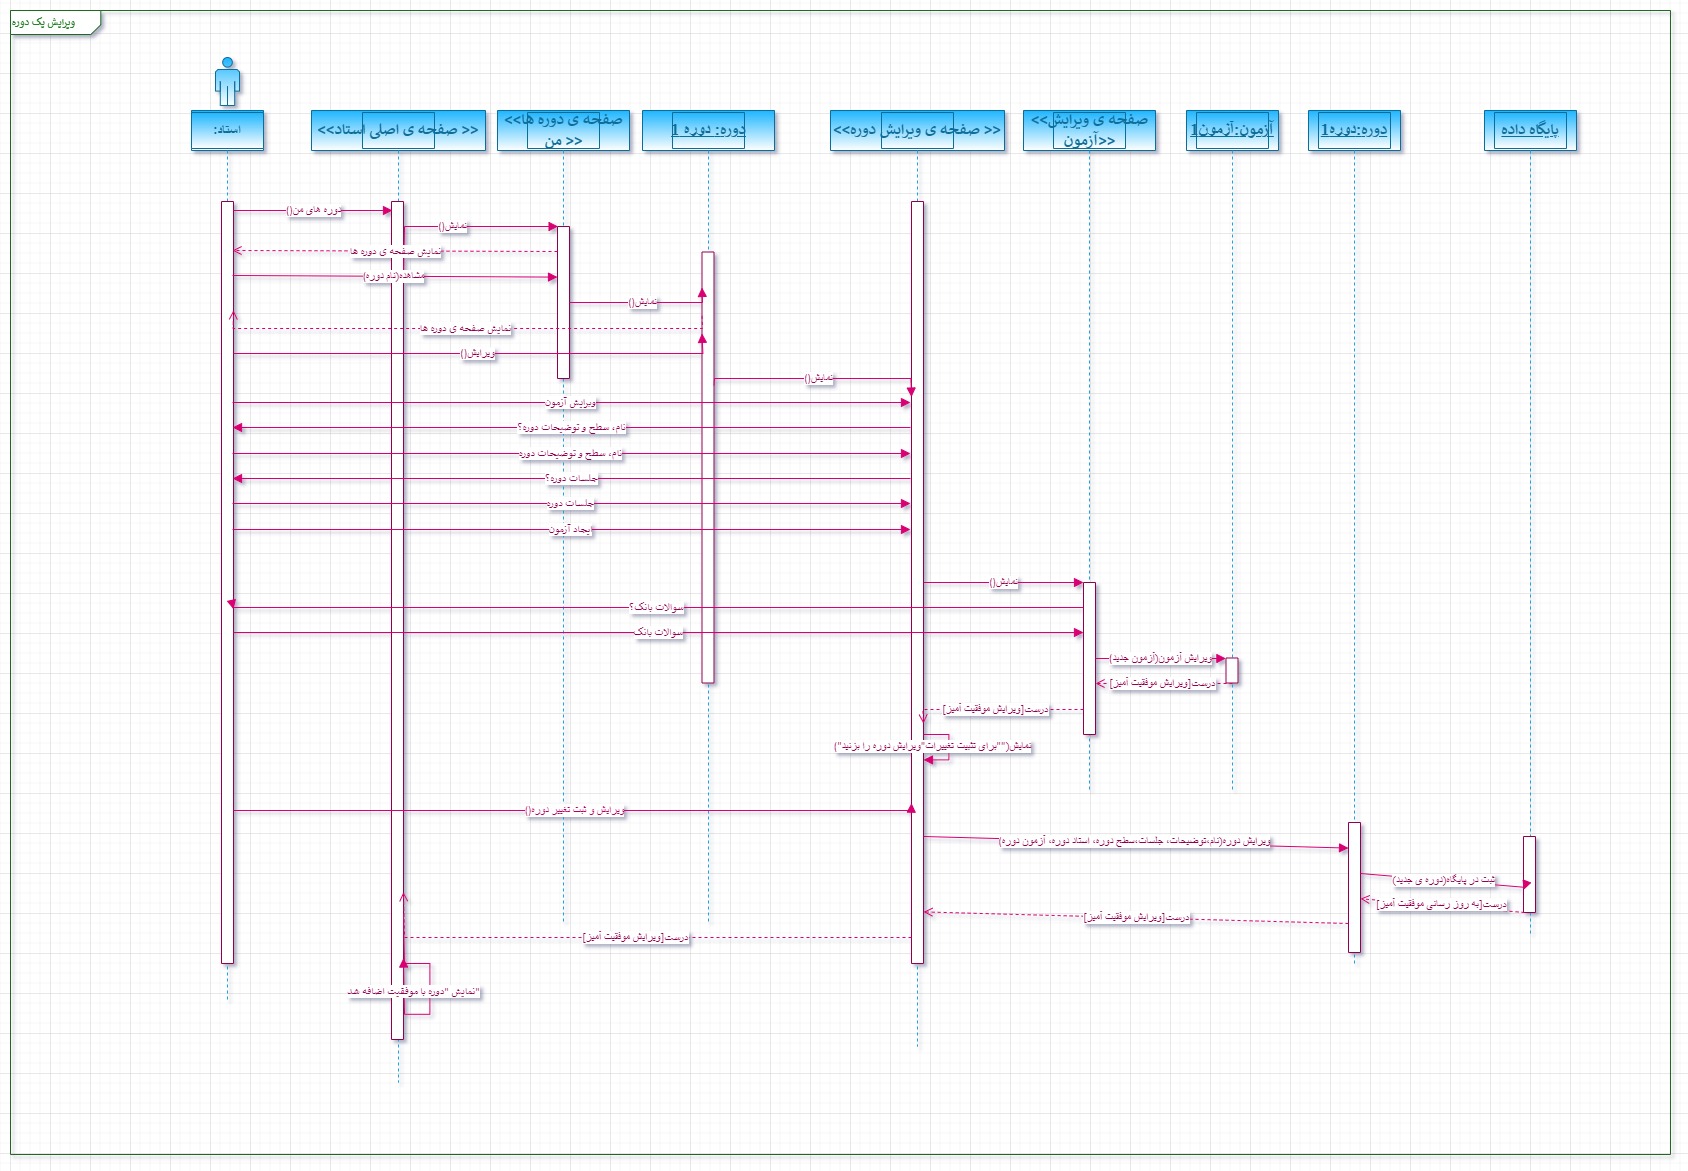 ویرایش یک دوره
استاد:
<< صفحه ی اصلی استاد>>
<<صفحه ی دوره ها
من >>
دوره: دوره 1
<< صفحه ی ویرایش دوره>>
<<صفحه ی ویرایش
آزمون>>
آزمون:آزمون1
دوره:دوره1
پایگاه داده
دوره های من()
نمایش()
نمایش صفحه ی دوره ها
مشاهده(نام دوره)
نمایش()
نمایش صفحه ی دوره ها
ویرایش()
نمایش()
ویرایش آزمون
نام، سطح و توضیحات دوره؟
نام، سطح و توضیحات دوره
جلسات دوره؟
جلسات دوره
ایجاد آزمون
نمایش()
سوالات بانک؟
سوالات بانک
ویرایش آزمون(آزمون جدید)
درست[ویرایش موفقیت آمیز]
درست[ویرایش موفقیت آمیز]
نمایش(""برای تثبیت تغییرات"ویرایش دوره را بزنید")
ویرایش و ثبت تغییر دوره()
ویرایش دوره(نام،توضیحات، جلسات،سطح دوره، استاد دوره، آزمون دوره)
ثبت در پایگاه(دوره ی جدید)
درست[به روز رسانی موفقیت آمیز]
درست[ویرایش موفقیت آمیز]
درست[ویرایش موفقیت آمیز]
نمایش "دوره با موفقیت اضافه شد"